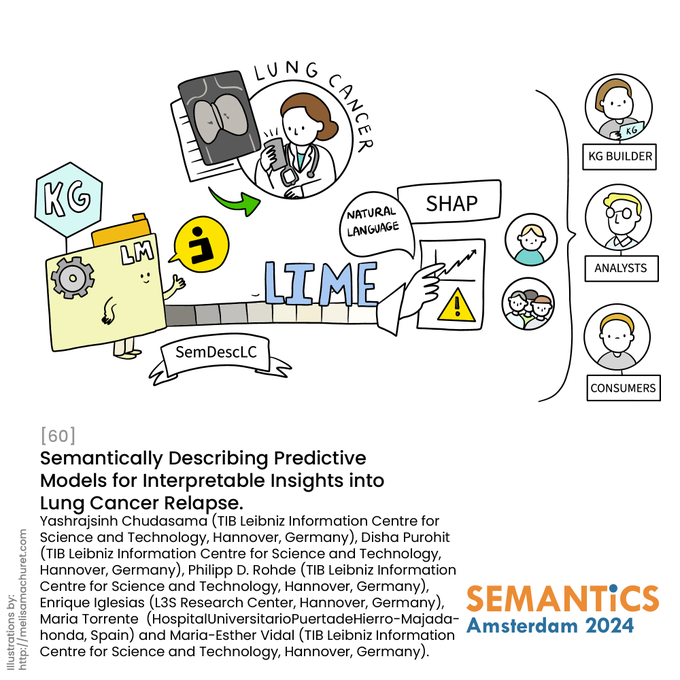 LUNG CANCER
KG
LM
i
NATURAL
LANGUAGE
SHAP
LIME
SemDescLC
KG
KG BUILDER
ANALYSTS
CONSUMERS
[60]
Semantically Describing Predictive
Models for Interpretable Insights into
Lung Cancer Relapse.
Yashrajsinh Chudasama (TIB Leibniz Information Centre for
Science and Technology, Hannover, Germany), Disha Purohit
(TIB Leibniz Information Centre for Science and Technology,
Hannover, Germany), Philipp D. Rohde (TIB Leibniz Information
Centre for Science and Technology, Hannover, Germany),
Enrique Iglesias (L3S Research Center, Hannover, Germany),
Maria Torrente (HospitalUniversitarioPuertadeHierro-Majada-
honda, Spain) and Maria-Esther Vidal (TIB Leibniz Information
Centre for Science and Technology, Hannover, Germany).
SEMANTiCS
Amsterdam 2024
Illustrations by:
http://melisamachuret.com